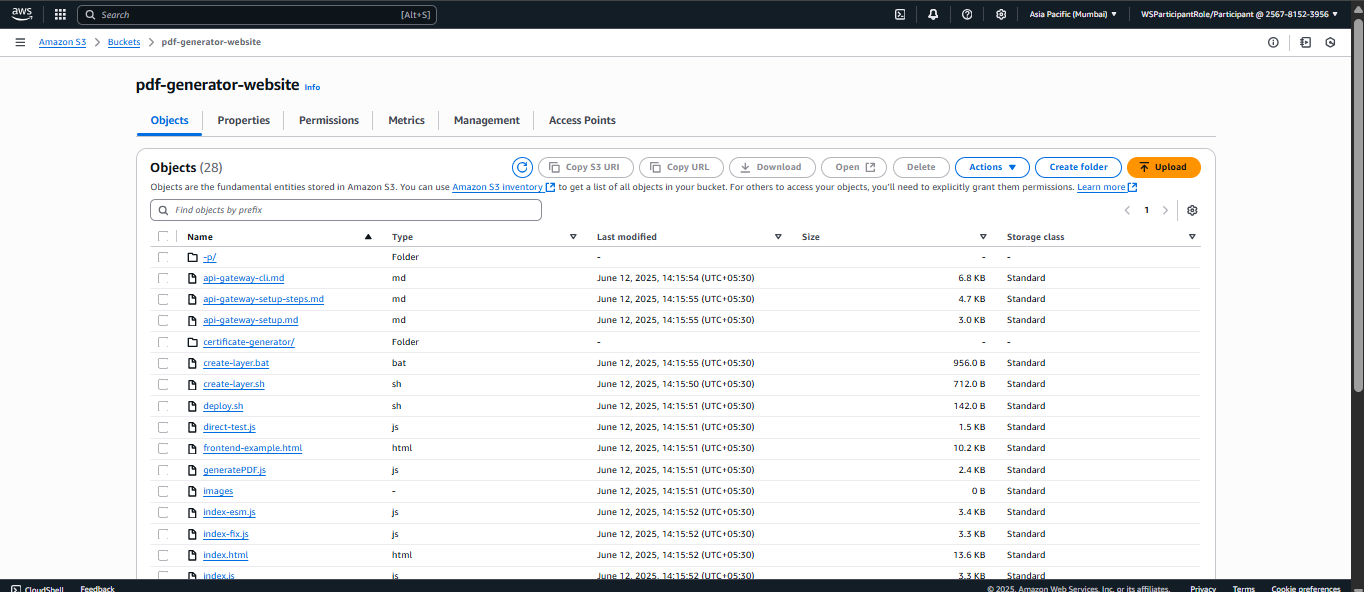 aws Search [Alt+S] Asia Pacific (Mumbai) WSParticipantRole/Participant @ 2567-8152-3956
Amazon S3 > Buckets > pdf-generator-website
pdf-generator-website Info
Objects Properties Permissions Metrics Management Access Points
Objects (28) Copy S3 URI Copy URL Download Open Delete Actions Create folder Upload
Objects are the fundamental entities stored in Amazon S3. You can use Amazon S3 inventory to get a list of all objects in your bucket. For others to access your objects, you'll need to explicitly grant them permissions. Learn more
Find objects by prefix 1
Name Type Last modified Size Storage class
-p/ Folder - - -
api-gateway-cli.md md June 12, 2025, 14:15:54 (UTC+05:30) 6.8 KB Standard
api-gateway-setup-steps.md md June 12, 2025, 14:15:55 (UTC+05:30) 4.7 KB Standard
api-gateway-setup.md md June 12, 2025, 14:15:55 (UTC+05:30) 3.0 KB Standard
certificate-generator/ Folder - - -
create-layer.bat bat June 12, 2025, 14:15:55 (UTC+05:30) 956.0 B Standard
create-layer.sh sh June 12, 2025, 14:15:50 (UTC+05:30) 712.0 B Standard
deploy.sh sh June 12, 2025, 14:15:51 (UTC+05:30) 142.0 B Standard
direct-test.js js June 12, 2025, 14:15:51 (UTC+05:30) 1.5 KB Standard
frontend-example.html html June 12, 2025, 14:15:51 (UTC+05:30) 10.2 KB Standard
generatePDF.js js June 12, 2025, 14:15:51 (UTC+05:30) 2.4 KB Standard
images - June 12, 2025, 14:15:51 (UTC+05:30) 0 B Standard
index-esm.js js June 12, 2025, 14:15:52 (UTC+05:30) 3.4 KB Standard
index-fix.js js June 12, 2025, 14:15:52 (UTC+05:30) 3.3 KB Standard
index.html html June 12, 2025, 14:15:52 (UTC+05:30) 13.6 KB Standard
index.js js June 12, 2025, 14:15:52 (UTC+05:30) 3.3 KB Standard
CloudShell Feedback © 2025, Amazon Web Services, Inc. or its affiliates. Privacy Terms Cookie preferences